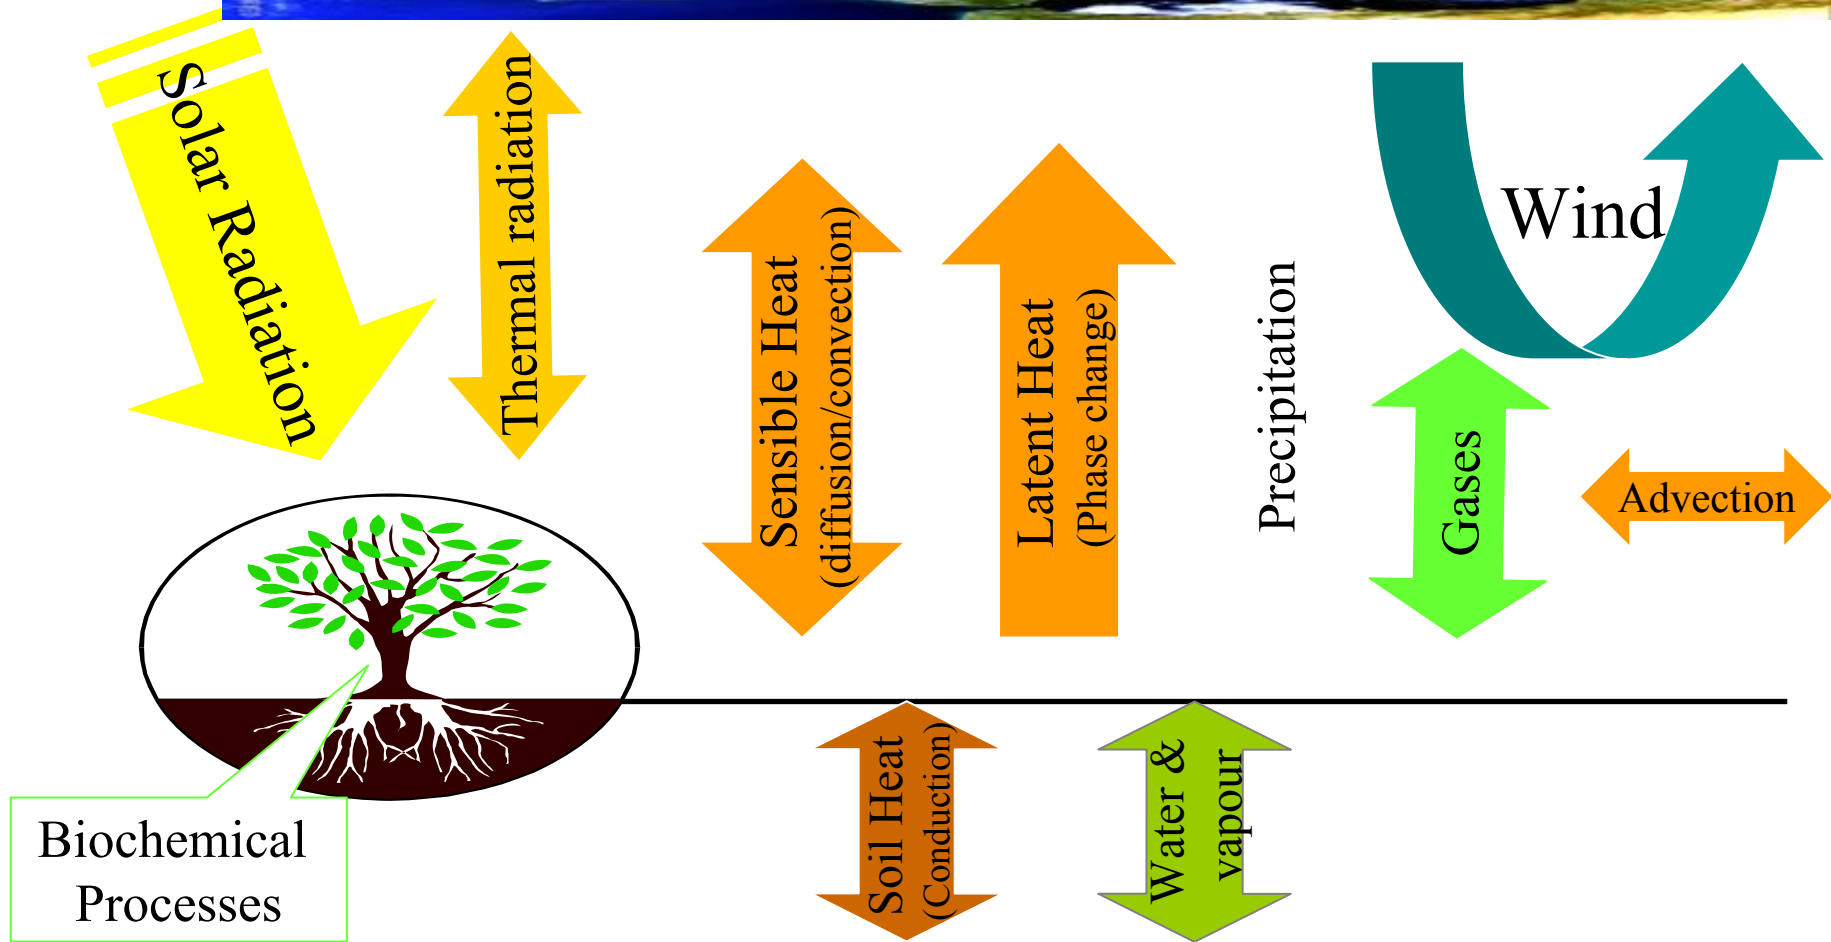 Solar Radiation
Thermal radiation
Sensible Heat
(diffusion/convection)
Latent Heat
(Phase change)
Precipitation
Wind
Gases
Advection
Soil Heat
(Conduction)
Water &
vapour
Biochemical
Processes